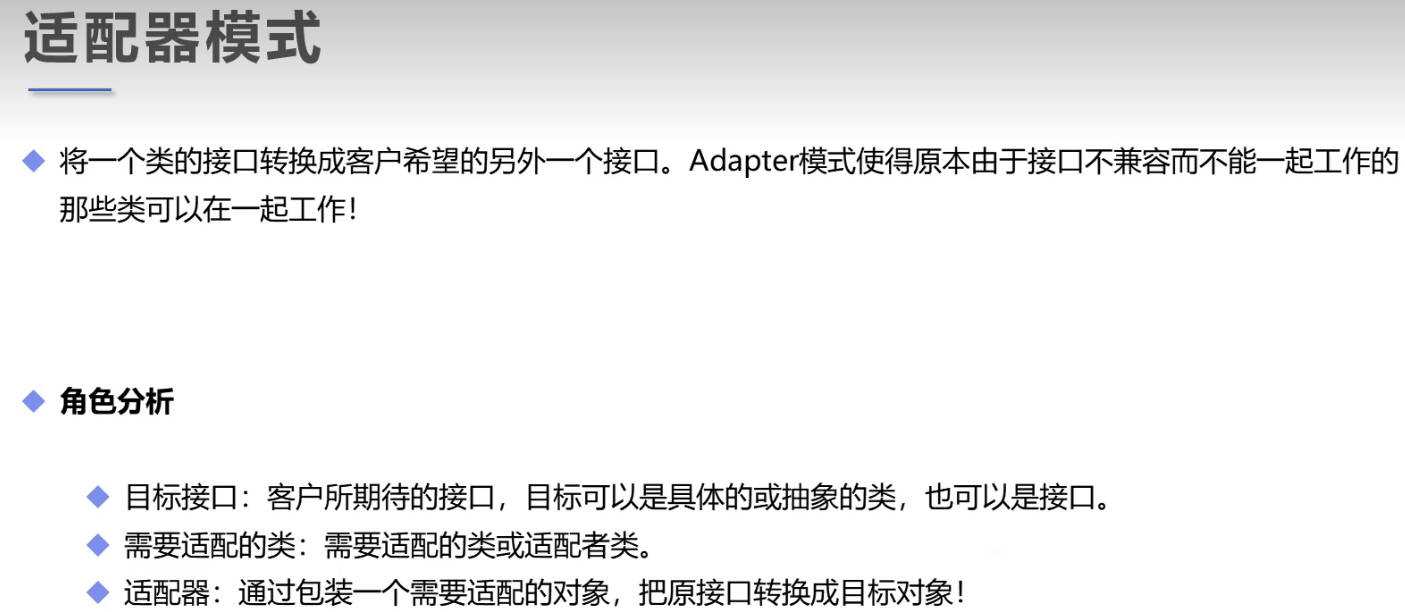 适配器模式
将一个类的接口转换成客户希望的另外一个接口。Adapter模式使得原本由于接口不兼容而不能一起工作的
那些类可以在一起工作！
角色分析
目标接口：客户所期待的接口，目标可以是具体的或抽象的类，也可以是接口。
需要适配的类：需要适配的类或适配者类。
适配器：通过包装一个需要适配的对象，把原接口转换成目标对象！